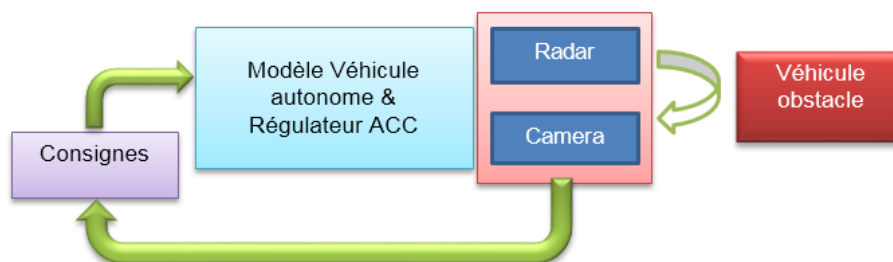 Consignes
Modèle Véhicule
autonome &
Régulateur ACC
Radar
Camera
Véhicule
obstacle